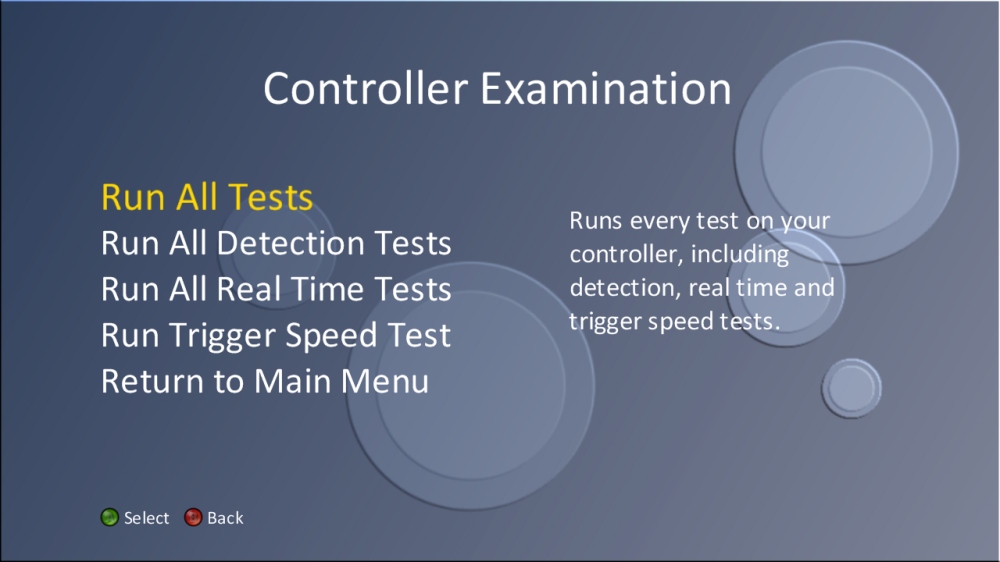 Controller Examination
Run All Tests
Run All Detection Tests
Run All Real Time Tests
Run Trigger Speed Test
Return to Main Menu
Runs every test on your
controller, including
detection, real time and
trigger speed tests.
Select Back